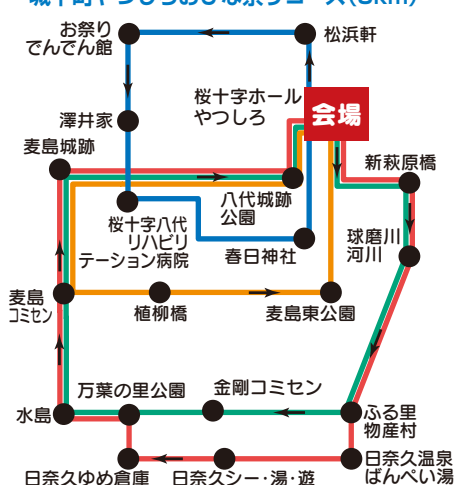 城下町やつしろおひな祭りコース(8km)
お祭り
でんでん館
松浜軒
桜十字ホール
やつしろ
会場
澤井家
麦島城跡
新萩原橋
八代城跡
公園
桜十字八代
リハビリ
テーション病院
春日神社
球磨川
河川
麦島
コミセン
植柳橋
麦島東公園
万葉の里公園
金剛コミセン
水島
ふる里
物産村
日奈久ゆめ倉庫
日奈久シー・湯・遊
日奈久温泉
ばんぺい湯